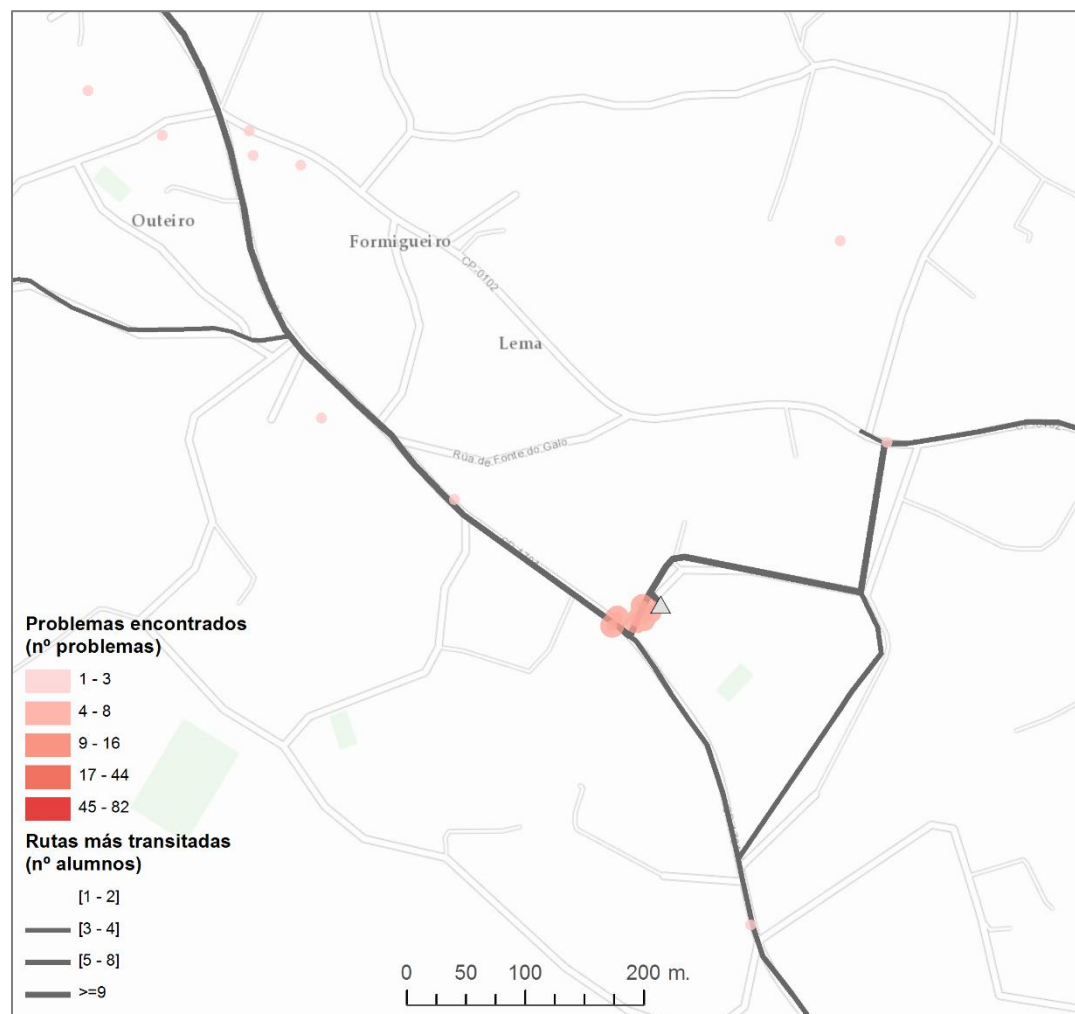 Outeiro
Formigueiro
CP-0102
Lema
Rúa de Fonte do Galo
Problemas encontrados
(nº problemas)
1 - 3
4 - 8
9 - 16
17 - 44
45 - 82
Rutas más transitadas
(nº alumnos)
[1 - 2]
[3 - 4]
[5 - 8]
>=9
0 50 100 200 m.